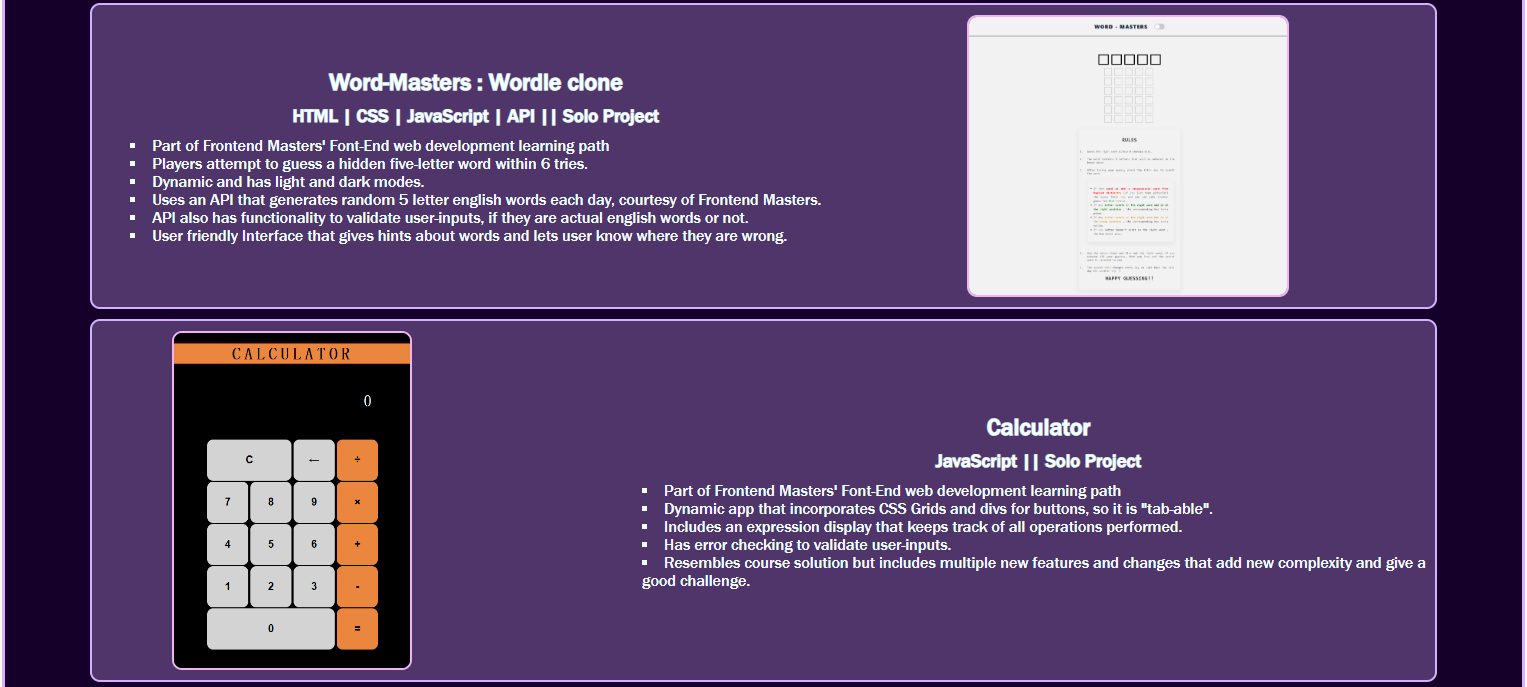 Word-Masters : Wordle clone
HTML | CSS | JavaScript | API || Solo Project
▪ Part of Frontend Masters' Font-End web development learning path
▪ Players attempt to guess a hidden five-letter word within 6 tries.
▪ Dynamic and has light and dark modes.
▪ Uses an API that generates random 5 letter english words each day, courtesy of Frontend Masters.
▪ API also has functionality to validate user-inputs, if they are actual english words or not.
▪ User friendly Interface that gives hints about words and lets user know where they are wrong.
WORD - MASTERS
RULES
HAPPY GUESSING!!
CALCULATOR
0
C ← ÷
7 8 9 ×
4 5 6 +
1 2 3 -
0 =
Calculator
JavaScript || Solo Project
▪ Part of Frontend Masters' Font-End web development learning path
▪ Dynamic app that incorporates CSS Grids and divs for buttons, so it is "tab-able".
▪ Includes an expression display that keeps track of all operations performed.
▪ Has error checking to validate user-inputs.
▪ Resembles course solution but includes multiple new features and changes that add new complexity and give a
good challenge.